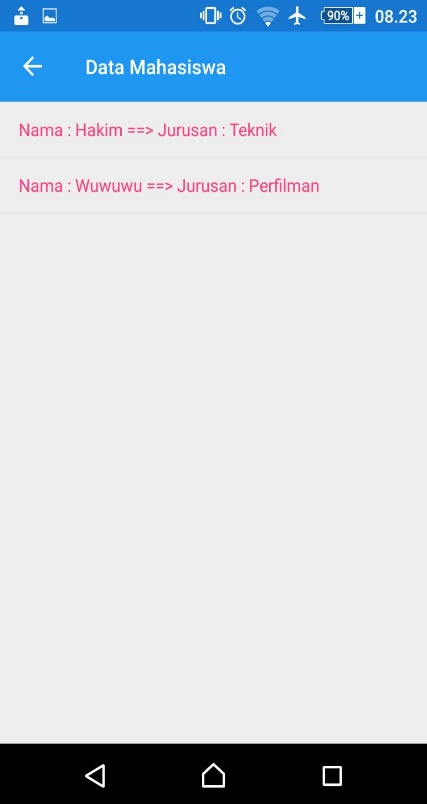 90% 08.23
Data Mahasiswa
Nama : Hakim ==> Jurusan : Teknik
Nama : Wuwuwu ==> Jurusan : Perfilman